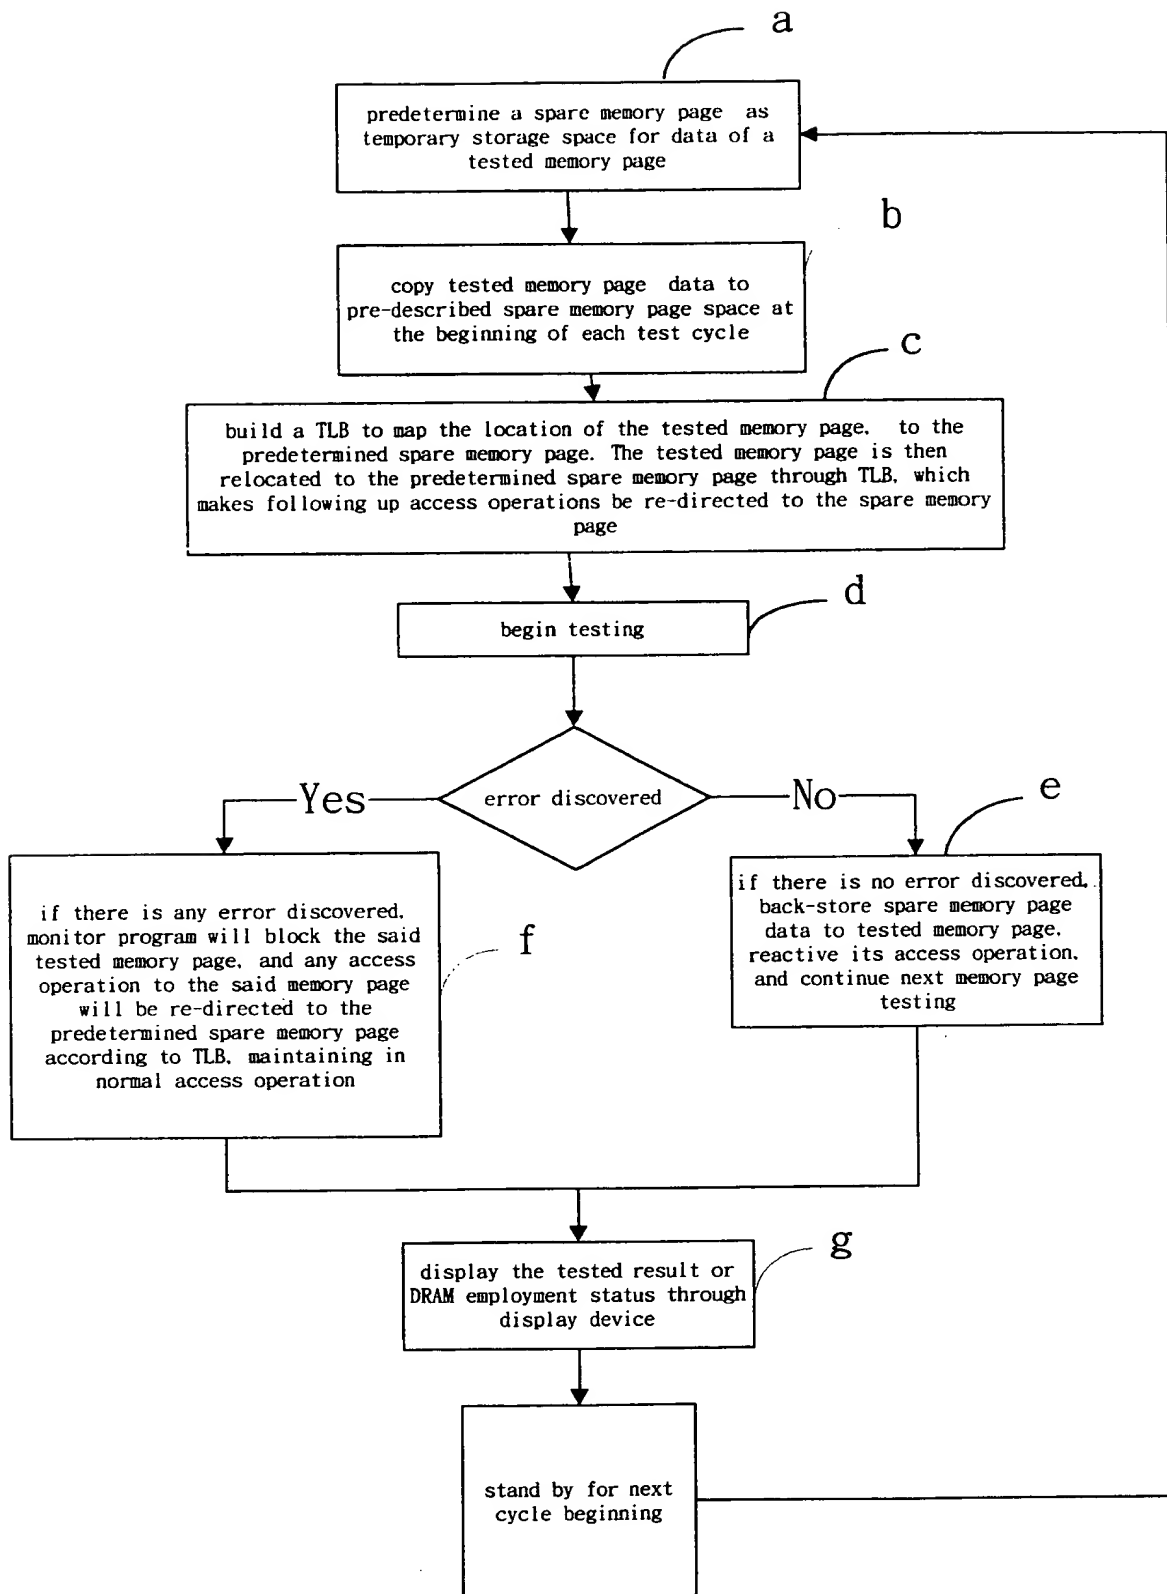 a
predetermine a spare memory page as
temporary storage space for data of a
tested memory page
b
copy tested memory page data to
pre-described spare memory page space at
the beginning of each test cycle
c
build a TLB to map the location of the tested memory page. to the
predetermined spare memory page. The tested memory page is then
relocated to the predetermined spare memory page through TLB, which
makes following up access operations be re-directed to the spare memory
page
d
begin testing
error discovered
Yes
No
e
if there is no error discovered.
back-store spare memory page
data to tested memory page.
reactive its access operation.
and continue next memory page
testing
f
if there is any error discovered.
monitor program will block the said
tested memory page, and any access
operation to the said memory page
will be re-directed to the
predetermined spare memory page
according to TLB, maintaining in
normal access operation
g
display the tested result or
DRAM employment status through
display device
stand by for next
cycle beginning